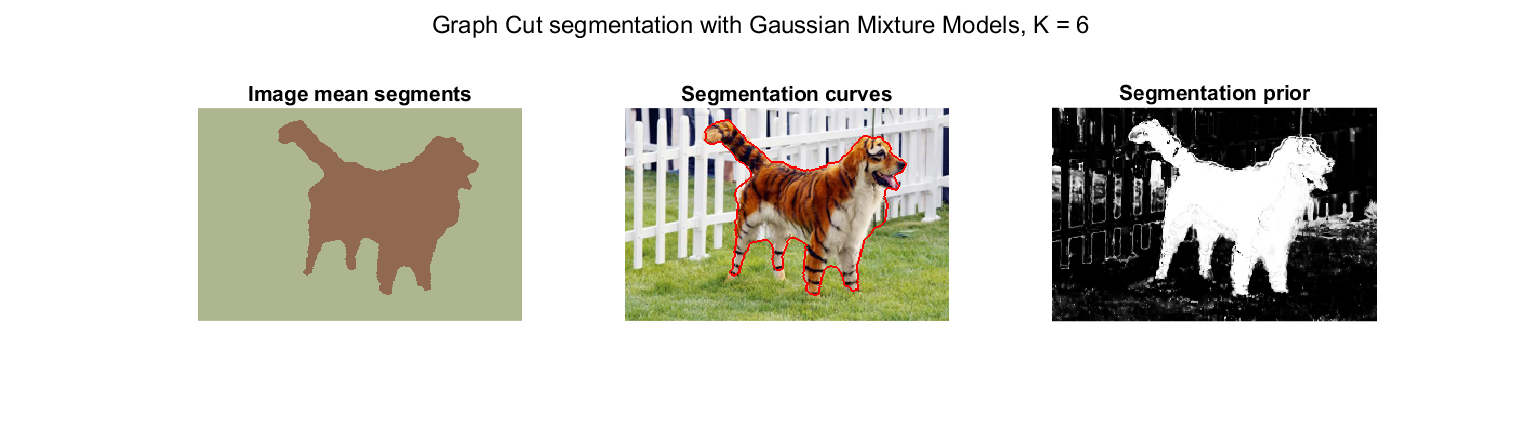 Graph Cut segmentation with Gaussian Mixture Models, K = 6
Image mean segments
Segmentation curves
Segmentation prior